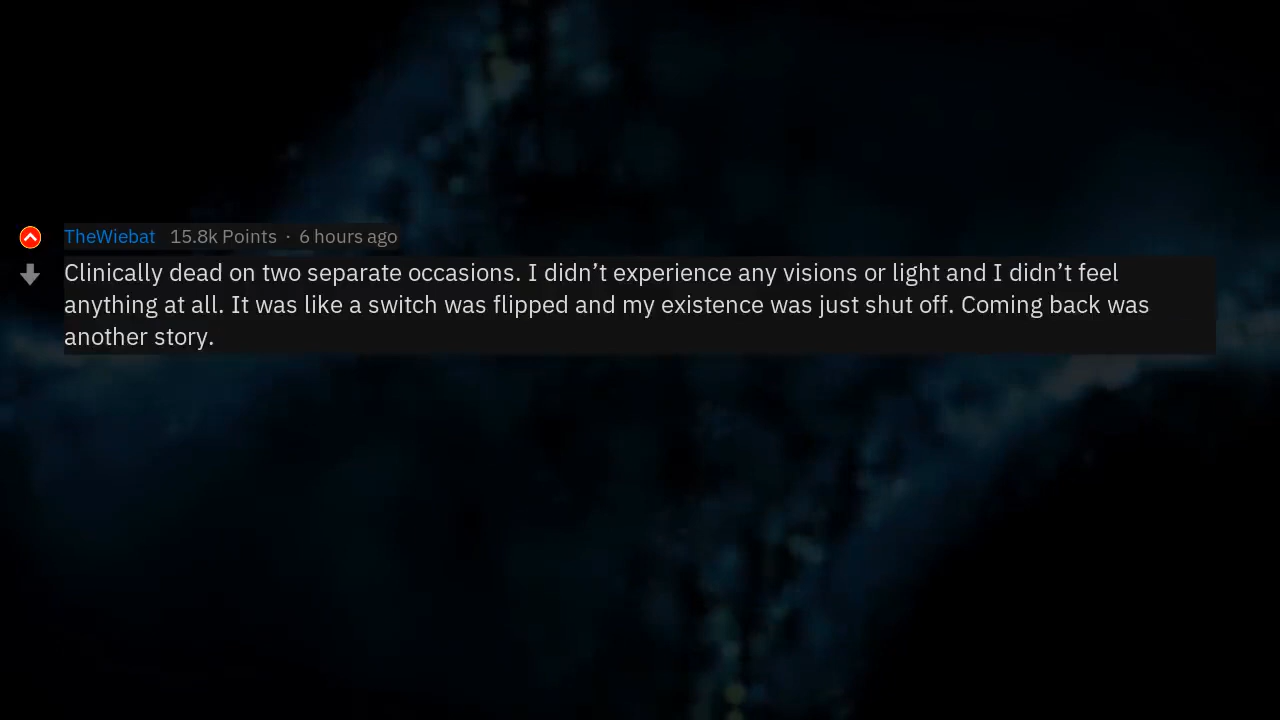 TheWiebat 15.8k Points · 6 hours ago
Clinically dead on two separate occasions. I didn’t experience any visions or light and I didn’t feel
anything at all. It was like a switch was flipped and my existence was just shut off. Coming back was
another story.